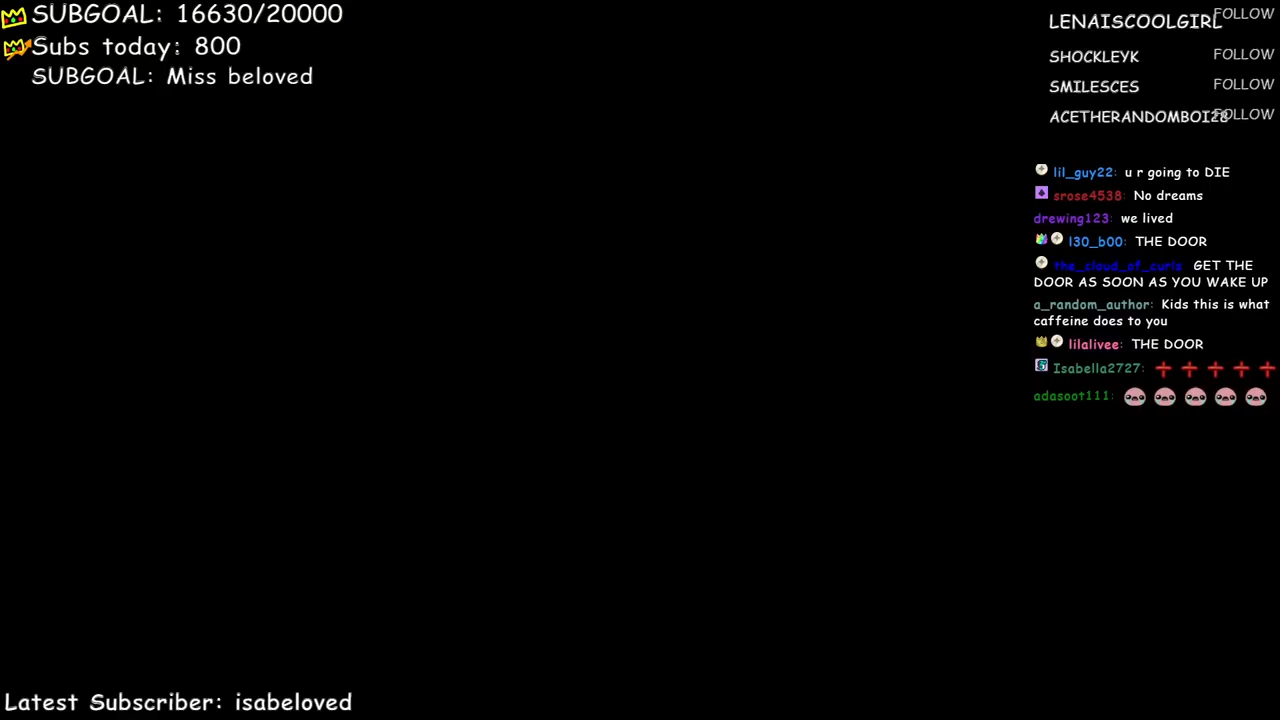 SUBGOAL: 16630/20000
Subs today: 800
SUBGOAL: Miss beloved
LENAISCOOLGIRL FOLLOW
SHOCKLEYK FOLLOW
SMILESCES FOLLOW
ACETHERANDOMBOI28 FOLLOW
lil_guy22: u r going to DIE
srose4538: No dreams
drewing123: we lived
l30_b00: THE DOOR
the_cloud_of_curls GET THE
DOOR AS SOON AS YOU WAKE UP
a_random_author: Kids this is what
caffeine does to you
lilalivee: THE DOOR
Isabella2727:
adasoot111:
Latest Subscriber: isabeloved